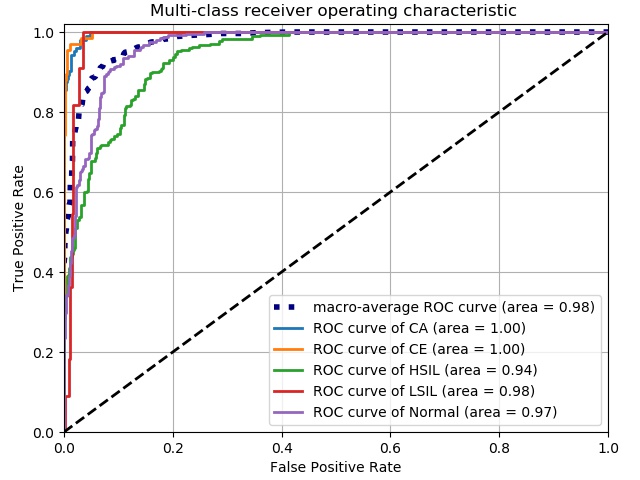 Multi-class receiver operating characteristic
1.0
0.8
0.6
0.4
0.2
0.0
True Positive Rate
macro-average ROC curve (area = 0.98)
ROC curve of CA (area = 1.00)
ROC curve of CE (area = 1.00)
ROC curve of HSIL (area = 0.94)
ROC curve of LSIL (area = 0.98)
ROC curve of Normal (area = 0.97)
0.0 0.2 0.4 0.6 0.8 1.0
False Positive Rate